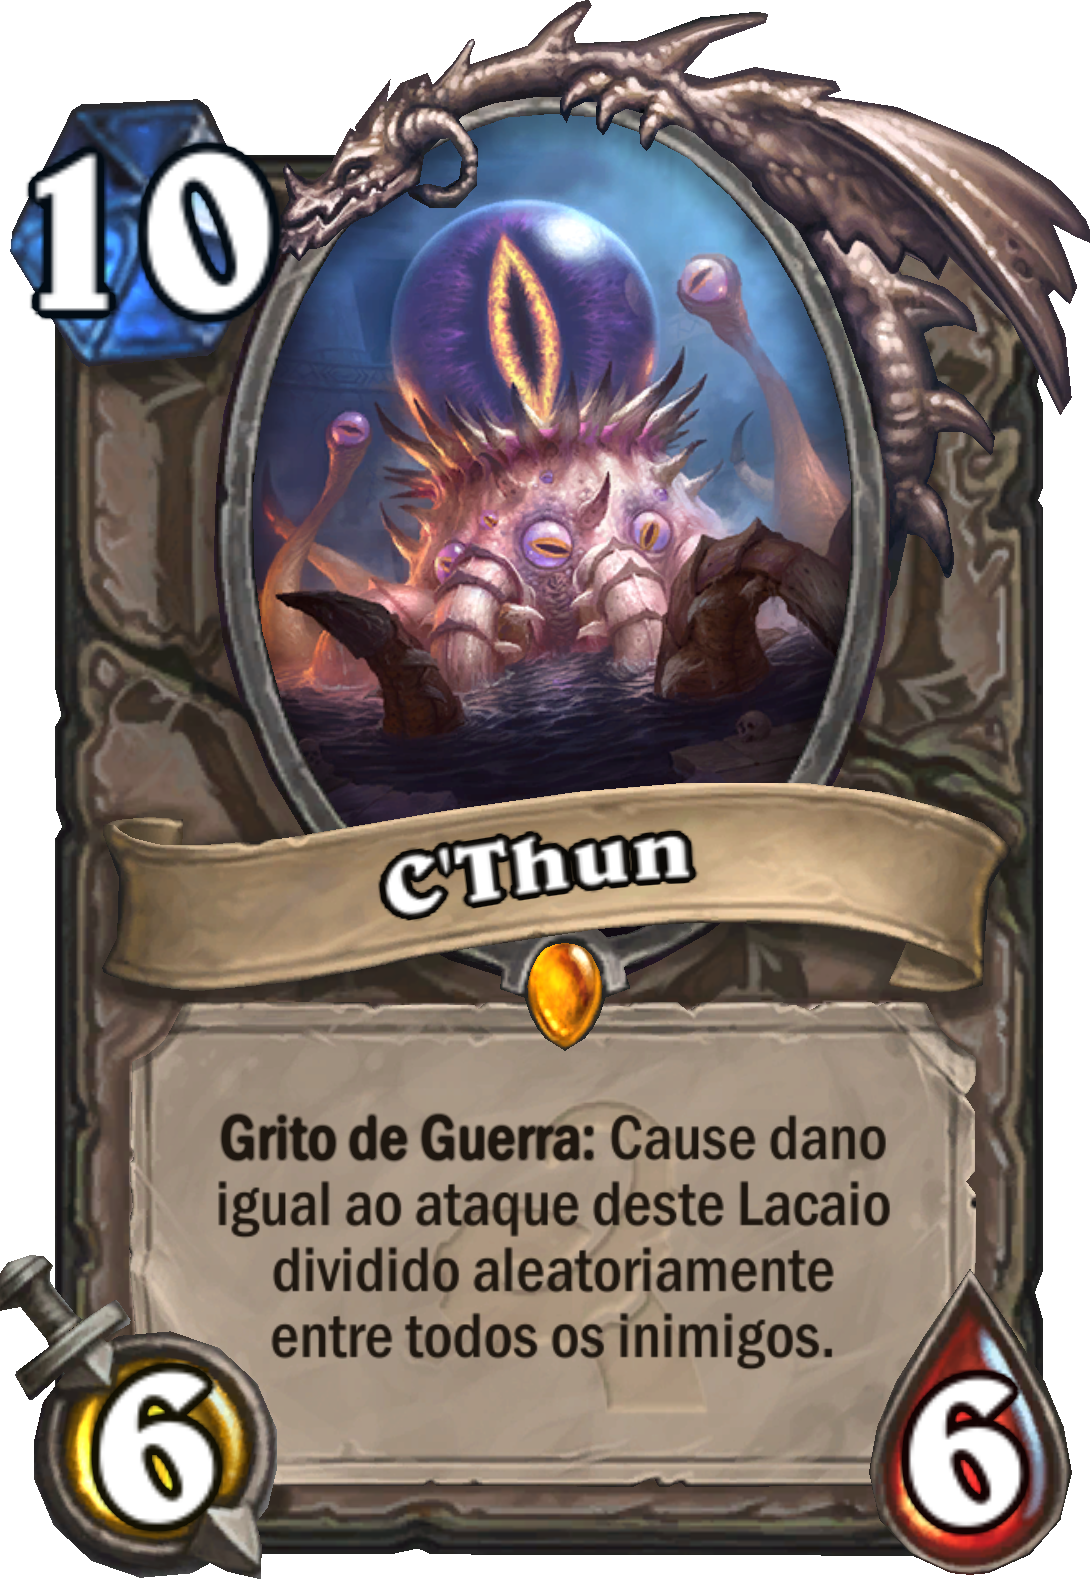 10
C'Thun
Grito de Guerra: Cause dano
igual ao ataque deste Lacaio
dividido aleatoriamente
entre todos os inimigos.
6
6